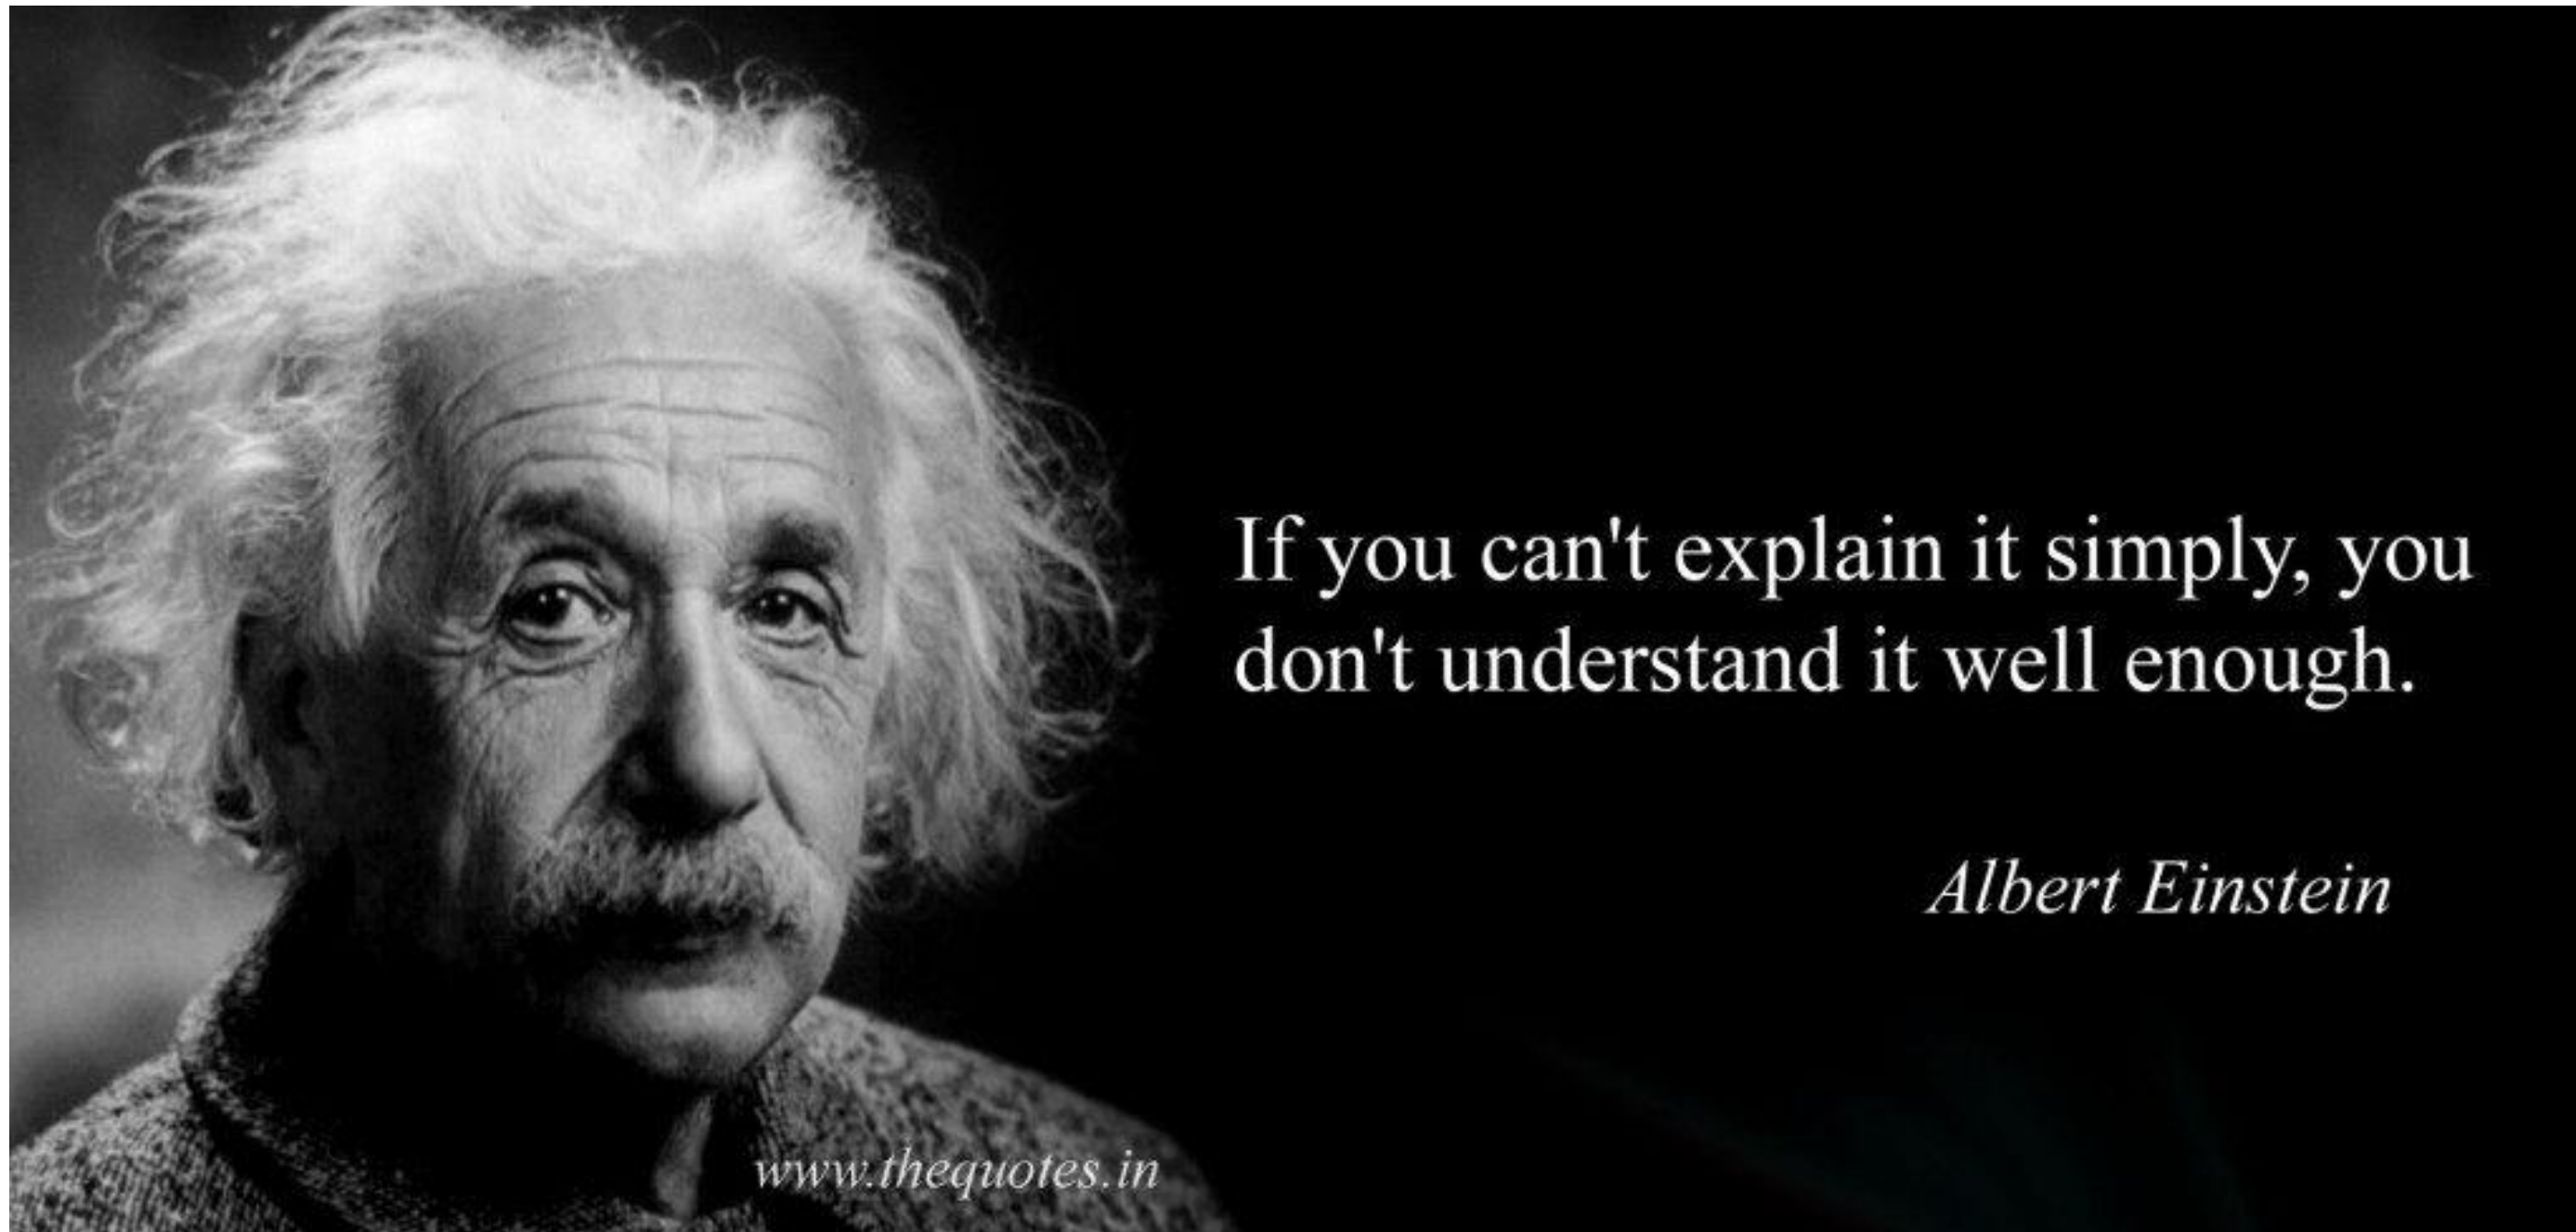 If you can't explain it simply, you
don't understand it well enough.
Albert Einstein
www.thequotes.in